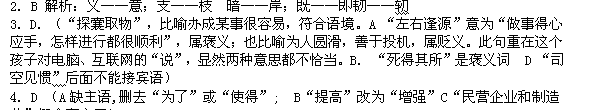 2. B 解析：义——意；支——枝  暗——岸；既——即韧——轫
3. D.（“探囊取物”，比喻办成某事很容易，符合语境。A “左右逢源”意为“做事得心
应手，怎样进行都很顺利”，属褒义；也比喻为人圆滑，善于投机，属贬义。此句重在这个
孩子对电脑、互联网的“说”，显然两种意思都不恰当。B. “死得其所”是褒义词  D “司
空见惯”后面不能接宾语）
4. D （A 缺主语,删去“为了”或“使得”； B“提高”改为“增强”C“民营企业和制造